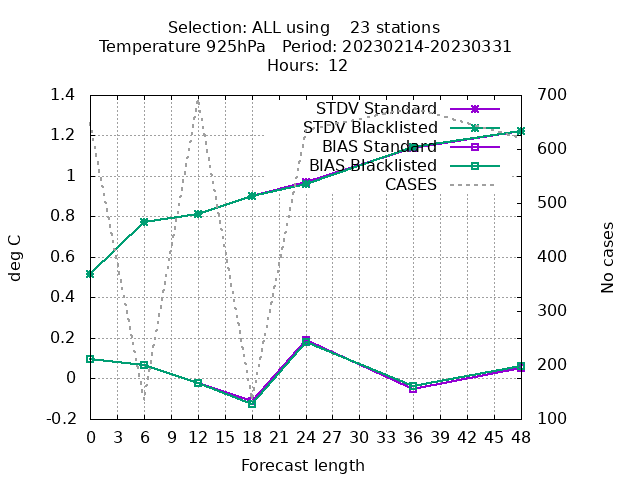 Selection: ALL using    23 stations
Temperature 925hPa   Period: 20230214-20230331
Hours:  12
STDV Standard
STDV Blacklisted
BIAS Standard
BIAS Blacklisted
CASES
deg C
1.4
1.2
1
0.8
0.6
0.4
0.2
0
-0.2
No cases
700
600
500
400
300
200
100
0 3 6 9 12 15 18 21 24 27 30 33 36 39 42 45 48
Forecast length